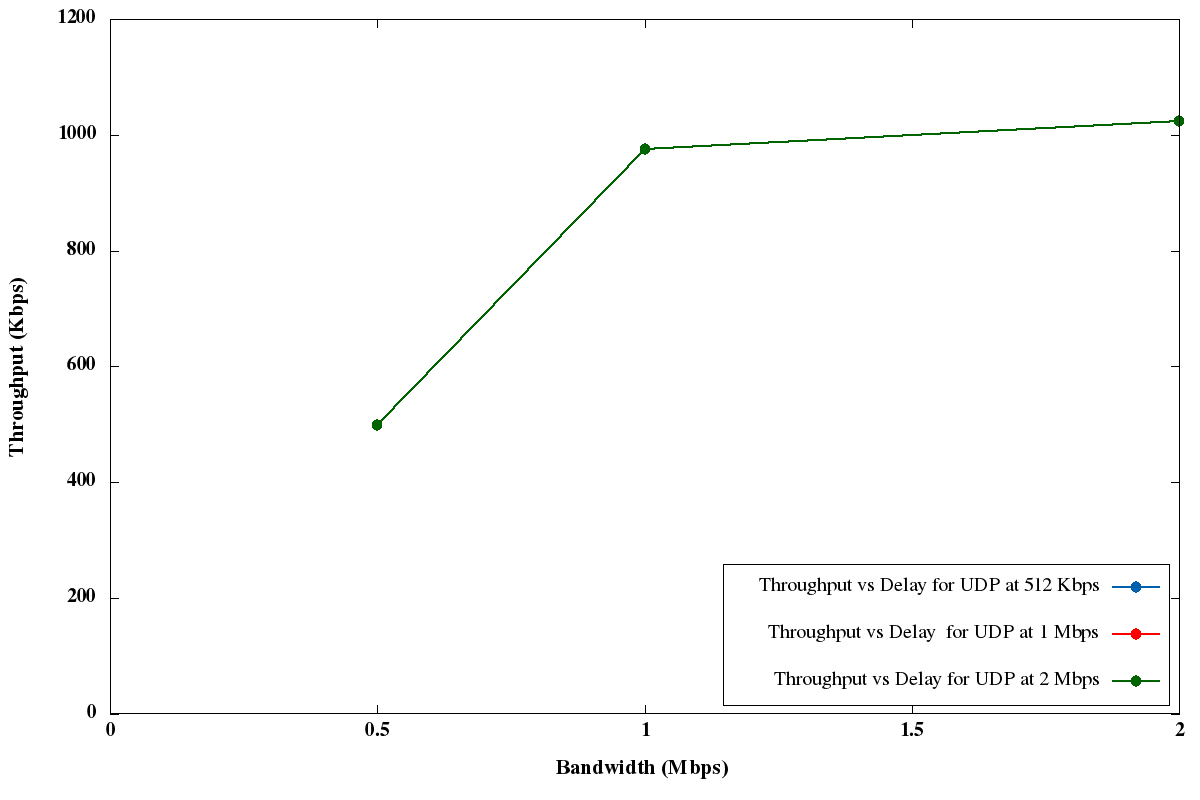 1200
1000
800
600
400
200
0
0 0.5 1 1.5 2
Throughput (Kbps)
Bandwidth (Mbps)
Throughput vs Delay for UDP at 512 Kbps
Throughput vs Delay  for UDP at 1 Mbps
Throughput vs Delay for UDP at 2 Mbps